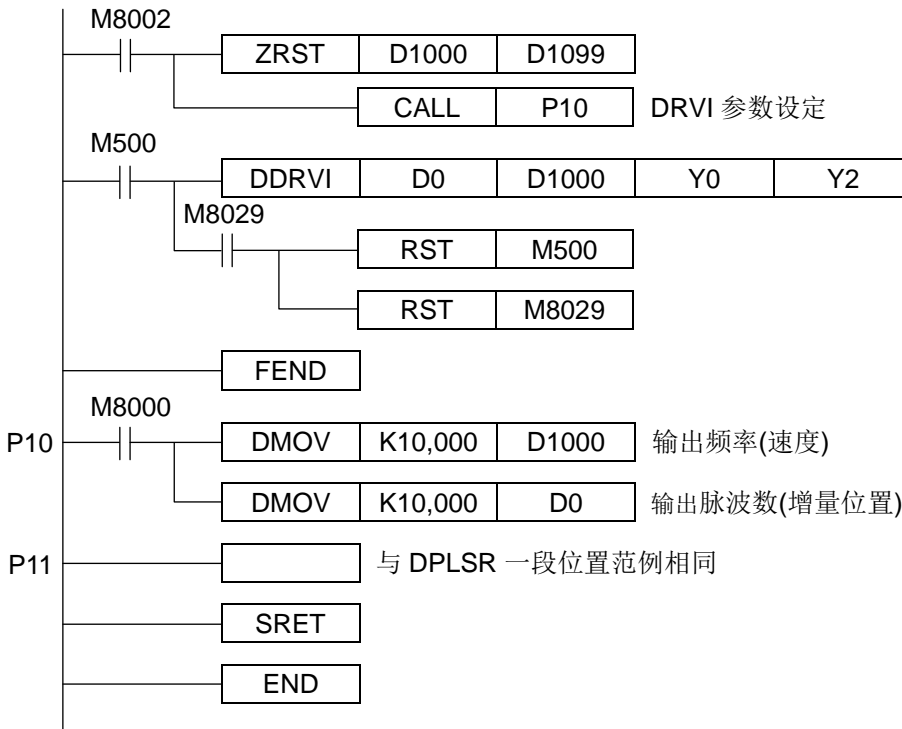 M8002
ZRST D1000 D1099
CALL P10 DRVI 参数设定
M500
DDRVI D0 D1000 Y0 Y2
M8029
RST M500
RST M8029
FEND
M8000
P10 DMOV K10,000 D1000 输出频率(速度)
DMOV K10,000 D0 输出脉波数(增量位置)
P11 与 DPLSR 一段位置范例相同
SRET
END